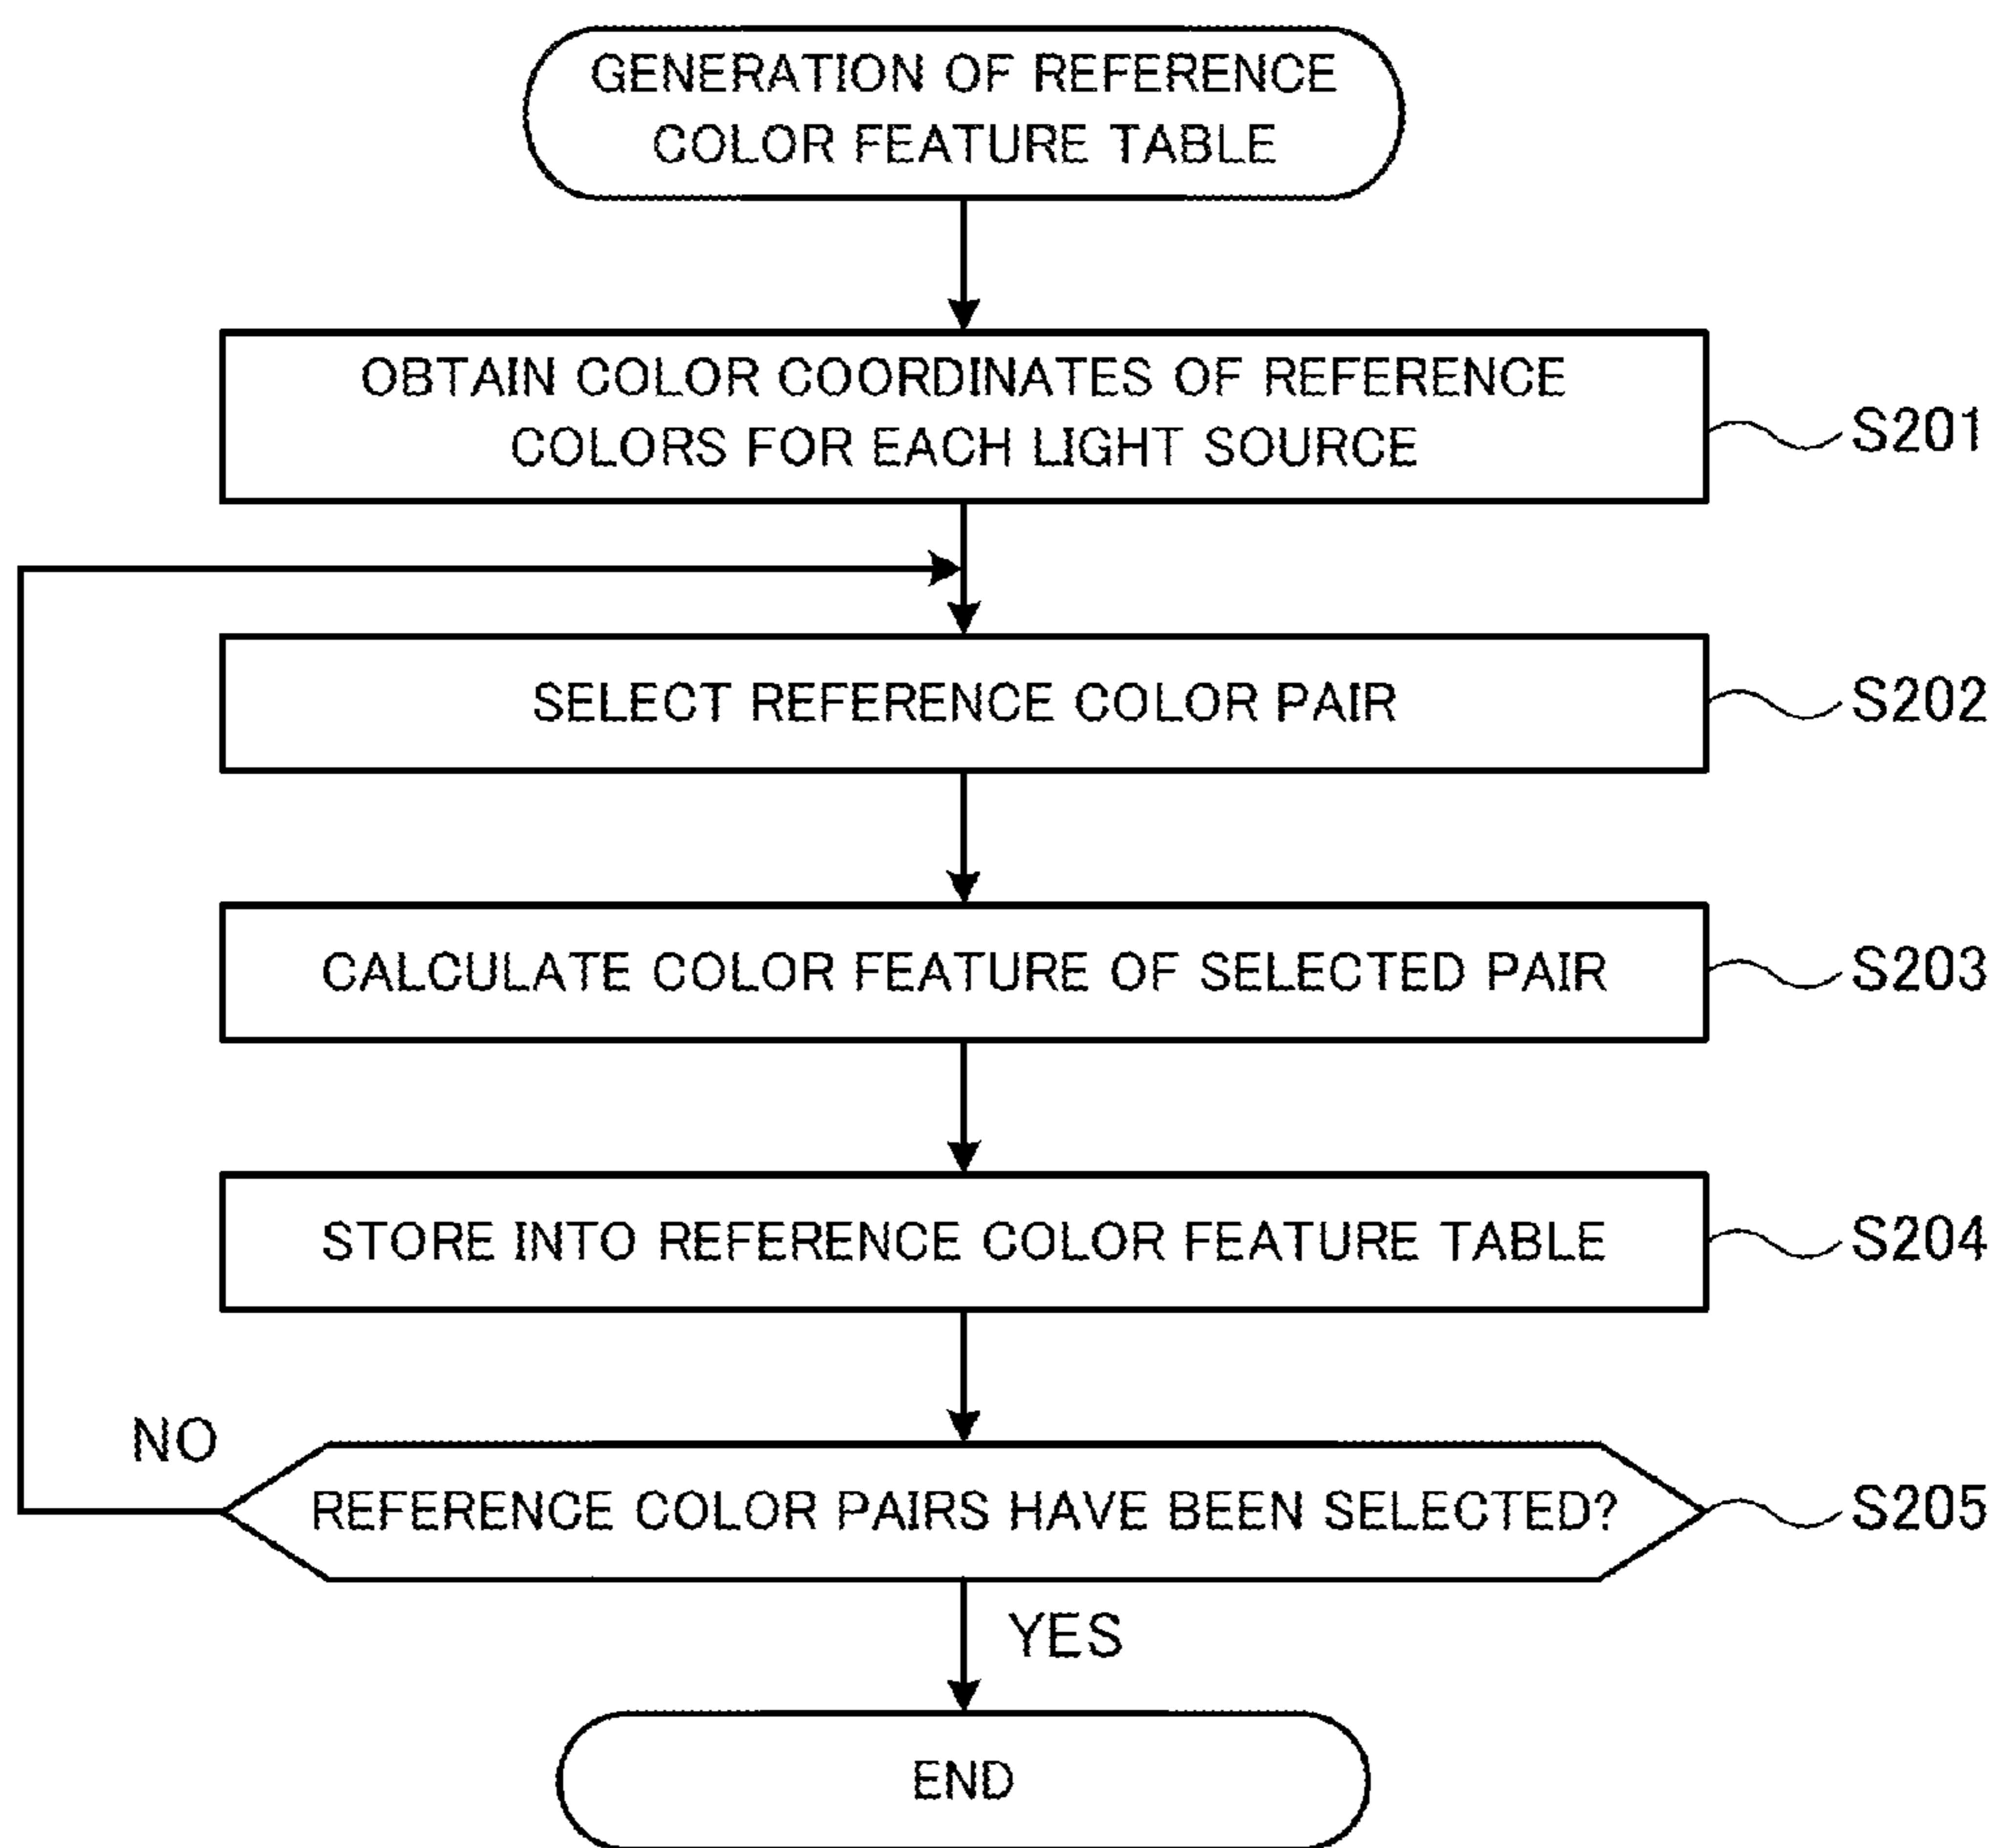 GENERATION OF REFERENCE
COLOR FEATURE TABLE
OBTAIN COLOR COORDINATES OF REFERENCE
COLORS FOR EACH LIGHT SOURCE
S201
SELECT REFERENCE COLOR PAIR
S202
CALCULATE COLOR FEATURE OF SELECTED PAIR
S203
STORE INTO REFERENCE COLOR FEATURE TABLE
S204
NO
REFERENCE COLOR PAIRS HAVE BEEN SELECTED?
S205
YES
END